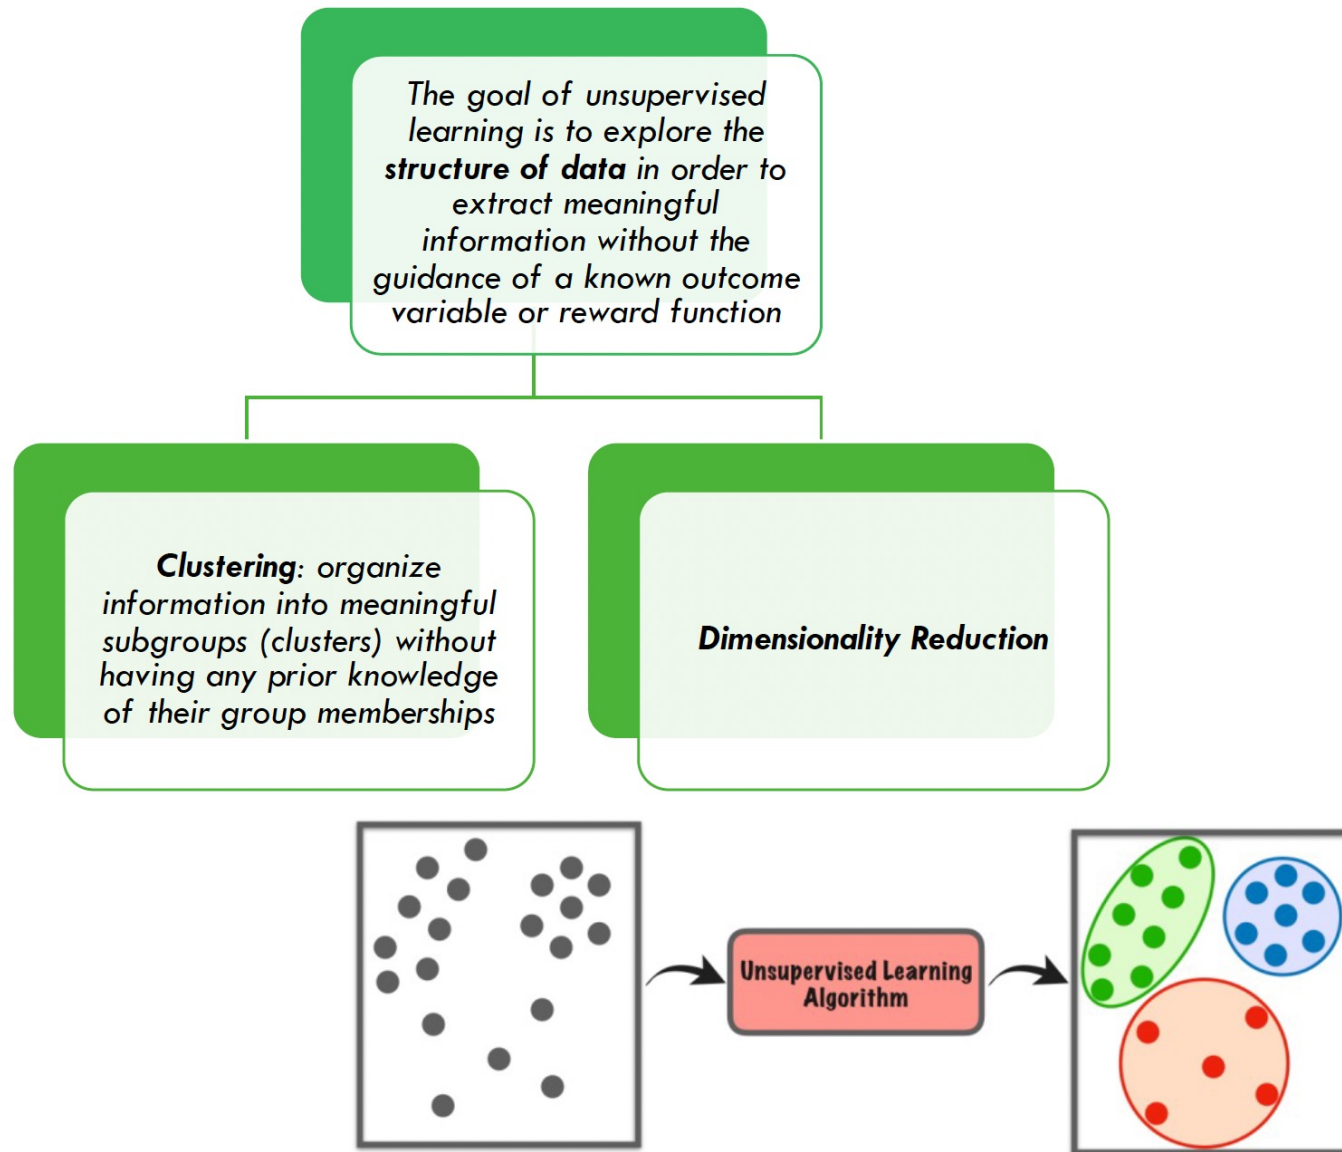 The goal of unsupervised
learning is to explore the
structure of data in order to
extract meaningful
information without the
guidance of a known outcome
variable or reward function
Clustering: organize
information into meaningful
subgroups (clusters) without
having any prior knowledge
of their group memberships
Dimensionality Reduction
Unsupervised Learning
Algorithm